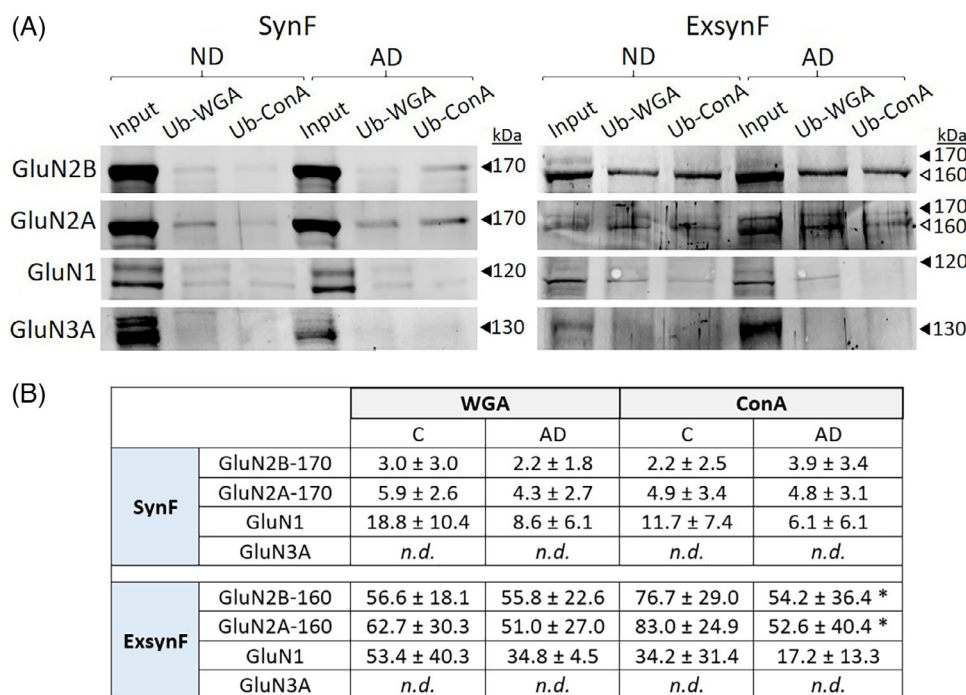 (A) SynF ExsynF
ND AD ND AD
Input Ub-WGA Ub-ConA Input Ub-WGA Ub-ConA kDa Input Ub-WGA Ub-ConA Input Ub-WGA Ub-ConA kDa
GluN2B ◄170 ◄170
◁160
GluN2A ◄170 ◄170
◁160
GluN1 ◄120 ◄120
GluN3A ◄130 ◄130
(B)
WGA ConA
C AD C AD
SynF
GluN2B-170 3.0 ± 3.0 2.2 ± 1.8 2.2 ± 2.5 3.9 ± 3.4
GluN2A-170 5.9 ± 2.6 4.3 ± 2.7 4.9 ± 3.4 4.8 ± 3.1
GluN1 18.8 ± 10.4 8.6 ± 6.1 11.7 ± 7.4 6.1 ± 6.1
GluN3A n.d. n.d. n.d. n.d.
ExsynF
GluN2B-160 56.6 ± 18.1 55.8 ± 22.6 76.7 ± 29.0 54.2 ± 36.4 *
GluN2A-160 62.7 ± 30.3 51.0 ± 27.0 83.0 ± 24.9 52.6 ± 40.4 *
GluN1 53.4 ± 40.3 34.8 ± 4.5 34.2 ± 31.4 17.2 ± 13.3
GluN3A n.d. n.d. n.d. n.d.